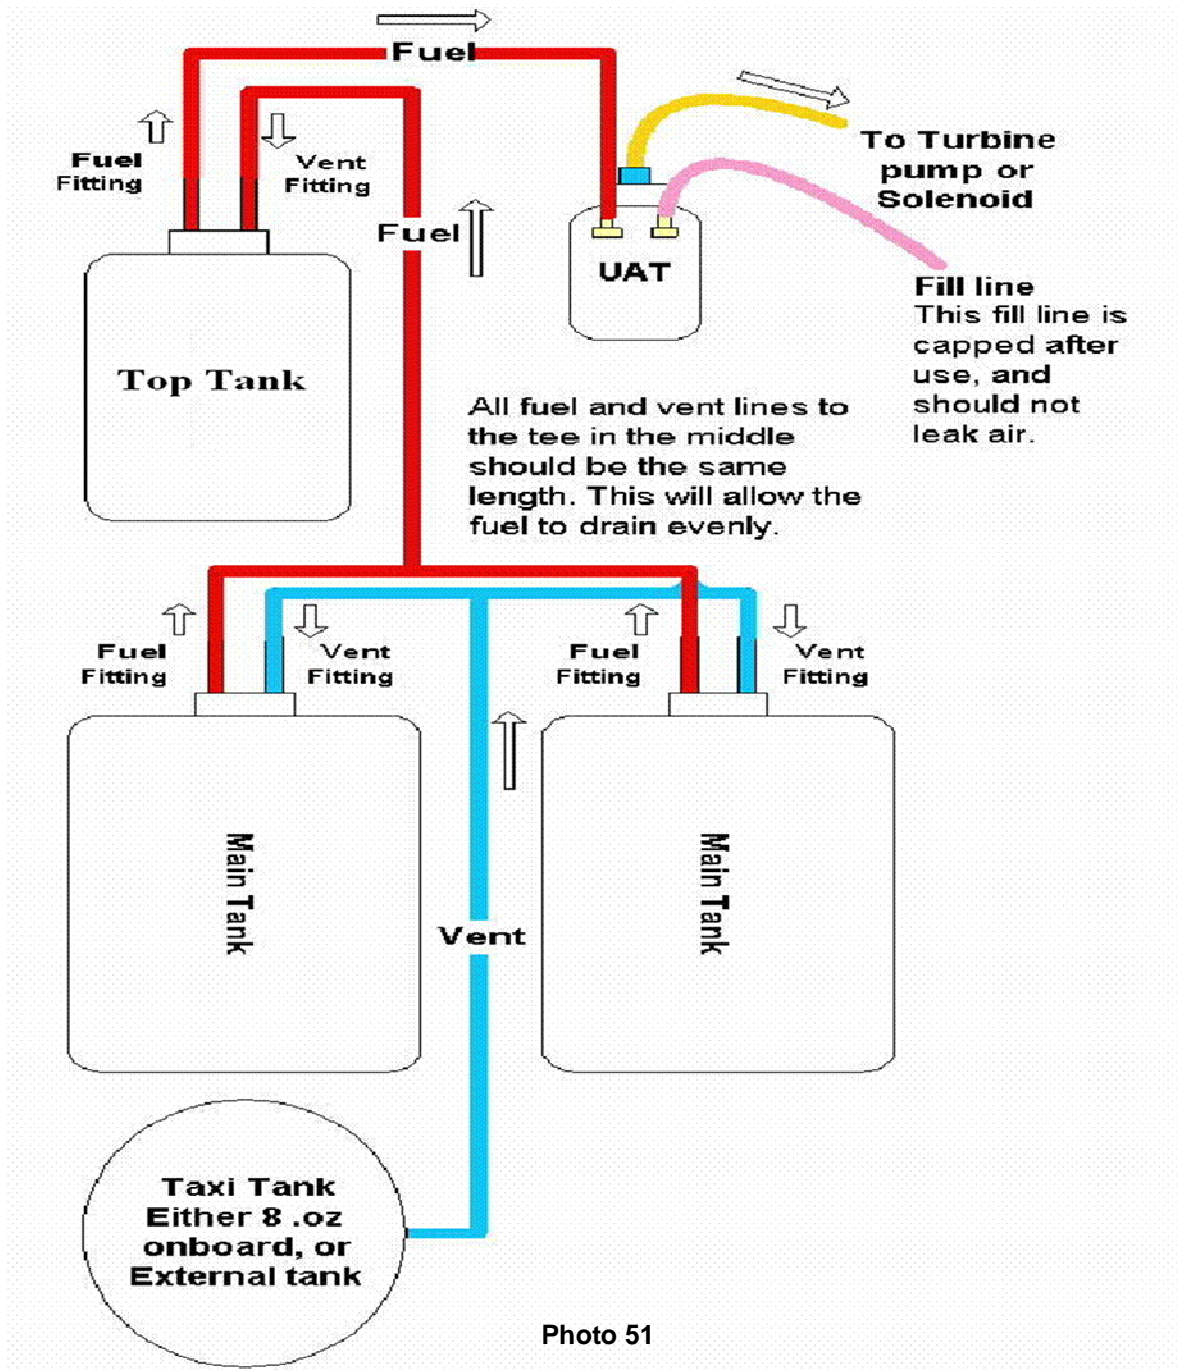 Fuel
Fuel
Fitting
Vent
Fitting
Fuel
To Turbine
pump or
Solenoid
UAT
Fill line
This fill line is
capped after
use, and
should not
leak air.
Top Tank
All fuel and vent lines to
the tee in the middle
should be the same
length. This will allow the
fuel to drain evenly.
Fuel
Fitting
Vent
Fitting
Fuel
Fitting
Vent
Fitting
Main Tank
Main Tank
Vent
Taxi Tank
Either 8 .oz
onboard, or
External tank
Photo 51